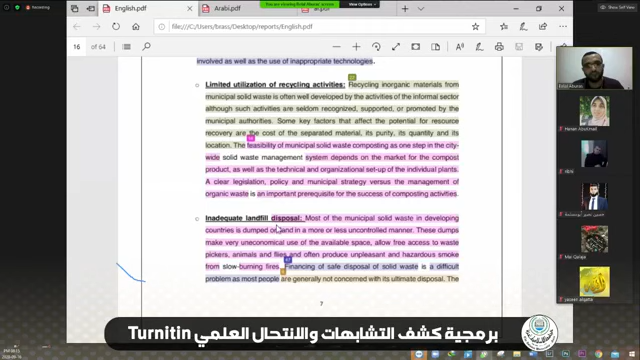 Recording
You are viewing Belal Abunie's screen
View Options
English.pdf
Arabi.pdf
16 of 64
involved as well as the use of inappropriate technologies.
Limited utilization of recycling activities: Recycling inorganic materials from
municipal solid waste is often well developed by the activities of the informal sector
although such activities are seldom recognized, supported, or promoted by the
municipal authorities. Some key factors that affect the potential for resource
recovery are the cost of the separated material, its purity, its quantity and its
location. The feasibility of municipal solid waste composting as one step in the city-
wide solid waste management system depends on the market for the compost
product, as well as the technical and organizational set-up of the individual plants.
A clear legislation, policy and municipal strategy versus the management of
organic waste is an important prerequisite for the success of composting activities.
Inadequate landfill disposal: Most of the municipal solid waste in developing
countries is dumped on land in a more or less uncontrolled manner. These dumps
make very uneconomical use of the available space, allow free access to waste
pickers, animals and flies and often produce unpleasant and hazardous smoke
from slow-burning fires. Financing of safe disposal of solid waste is a difficult
problem as most people are generally not concerned with its ultimate disposal. The
7
برمجية كشف التشابهات والانتحال العلمي Turnitin